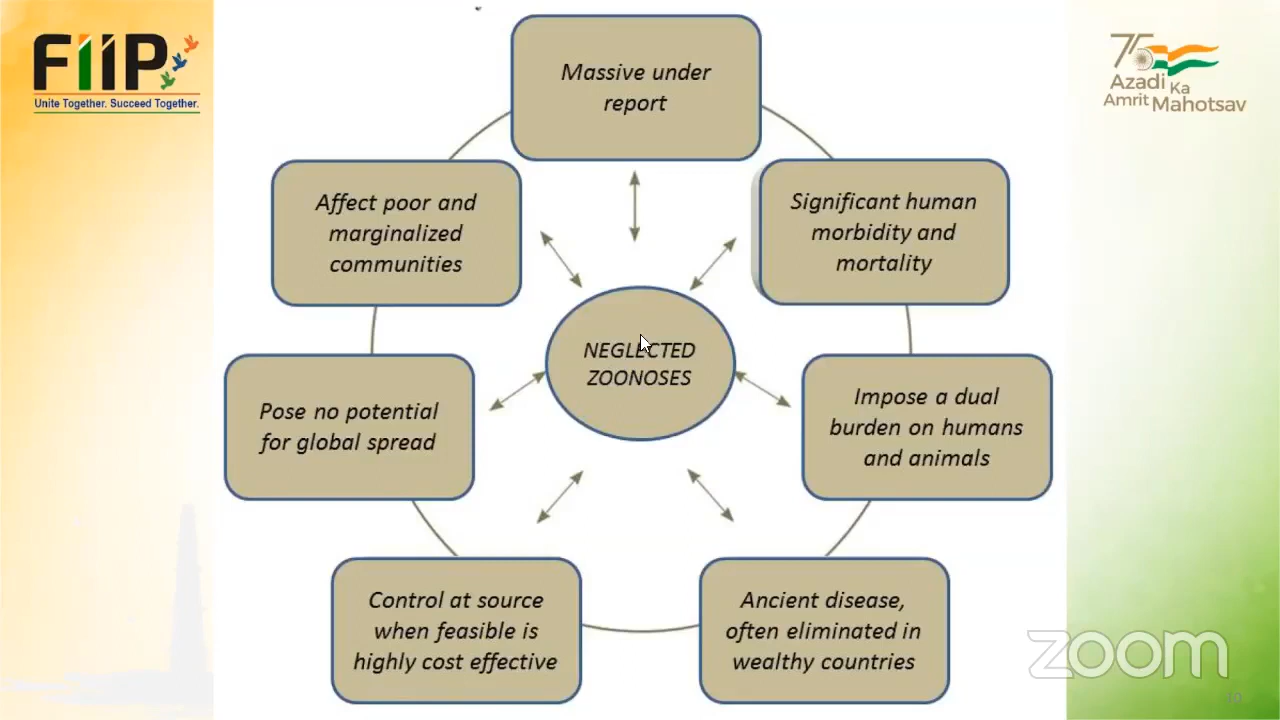 FiiP
Unite Together. Succeed Together.
75
Azadi Ka
Amrit Mahotsav
Massive under
report
Affect poor and
marginalized
communities
Significant human
morbidity and
mortality
NEGLECTED
ZOONOSES
Pose no potential
for global spread
Impose a dual
burden on humans
and animals
Control at source
when feasible is
highly cost effective
Ancient disease,
often eliminated in
wealthy countries
zoom
10